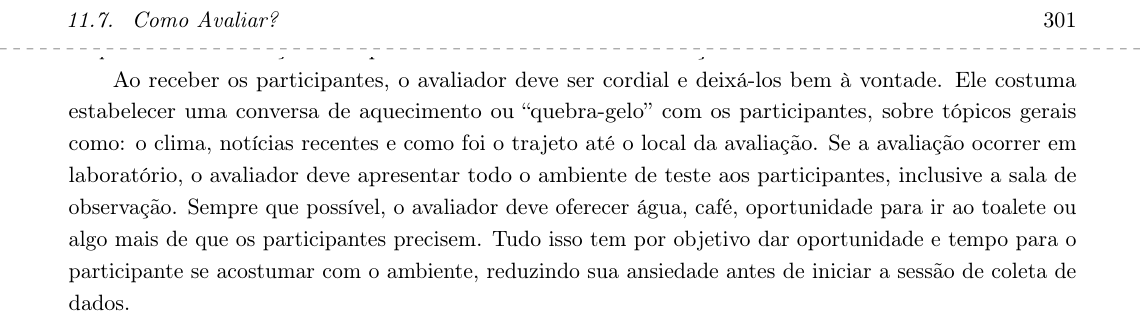 11.7. Como Avaliar? 301
Ao receber os participantes, o avaliador deve ser cordial e deixá-los bem à vontade. Ele costuma
estabelecer uma conversa de aquecimento ou “quebra-gelo” com os participantes, sobre tópicos gerais
como: o clima, notícias recentes e como foi o trajeto até o local da avaliação. Se a avaliação ocorrer em
laboratório, o avaliador deve apresentar todo o ambiente de teste aos participantes, inclusive a sala de
observação. Sempre que possível, o avaliador deve oferecer água, café, oportunidade para ir ao toalete ou
algo mais de que os participantes precisem. Tudo isso tem por objetivo dar oportunidade e tempo para o
participante se acostumar com o ambiente, reduzindo sua ansiedade antes de iniciar a sessão de coleta de
dados.